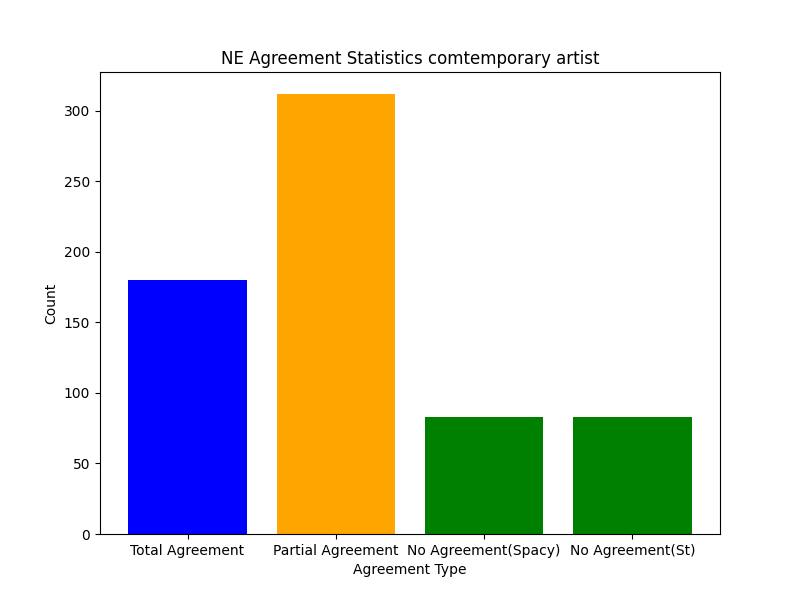 NE Agreement Statistics comtemporary artist
300
250
200
150
100
50
0
Count
Total Agreement
Partial Agreement
No Agreement(Spacy)
No Agreement(St)
Agreement Type